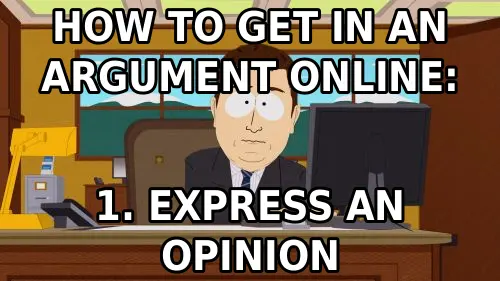 HOW TO GET IN AN
ARGUMENT ONLINE:
1. EXPRESS AN
OPINION